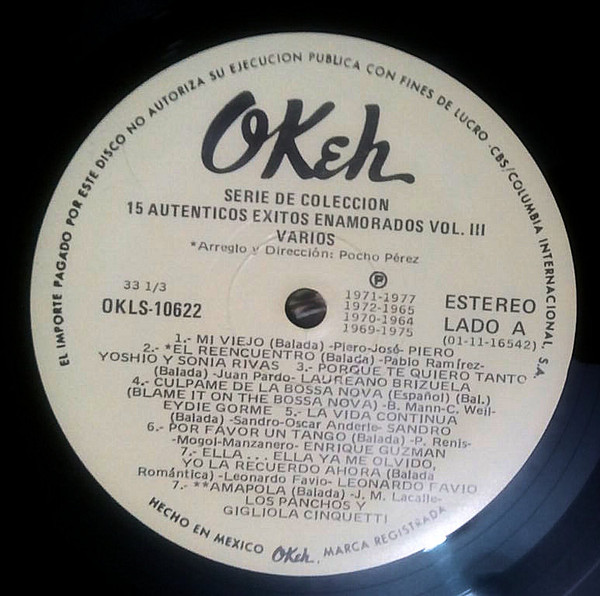 EL IMPORTE PAGADO POR ESTE DISCO NO AUTORIZA SU EJECUCION PUBLICA CON FINES DE LUCRO · CBS/COLUMBIA INTERNACIONAL, S.A.
OKeh
SERIE DE COLECCION
15 AUTENTICOS EXITOS ENAMORADOS VOL. III
VARIOS
*Arreglo y Dirección: Pocho Pérez
33 1/3
OKLS-10622
Ⓟ
1971-1977
1972-1965
1970-1964
1969-1975
ESTEREO
LADO A
(01-11-16542)
1.- MI VIEJO (Balada) -Piero-José- PIERO
2.- *EL REENCUENTRO (Balada) -Pablo Ramírez-
YOSHIO Y SONIA RIVAS 3.- PORQUE TE QUIERO TANTO
(Balada) -Juan Pardo- LAUREANO BRIZUELA
4.- CULPAME DE LA BOSSA NOVA (Español) (Bal.)
(BLAME IT ON THE BOSSA NOVA) -B. Mann-C. Weil-
EYDIE GORME 5.- LA VIDA CONTINUA
(Balada) -Sandro-Oscar Anderle- SANDRO
6.- POR FAVOR UN TANGO (Balada) -P. Renis-
-Mogol-Manzanero- ENRIQUE GUZMAN
7.- ELLA... ELLA YA ME OLVIDO,
YO LA RECUERDO AHORA (Balada
Romántica) -Leonardo Favio- LEONARDO FAVIO
7.- **AMAPOLA (Balada) -J. M. Lacalle-
LOS PANCHOS Y
GIGLIOLA CINQUETTI
HECHO EN MEXICO OKeh, MARCA REGISTRADA